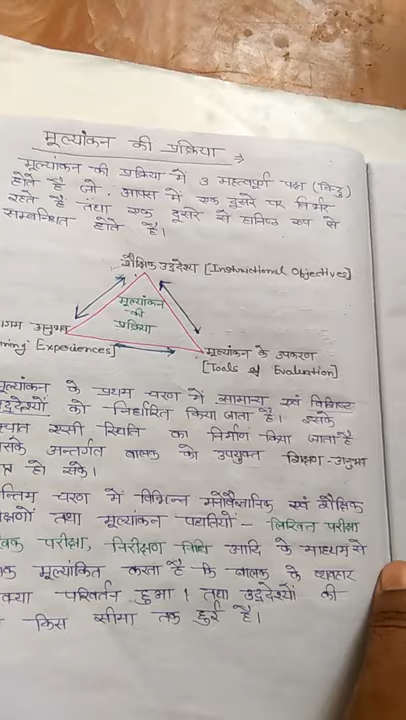 मूल्यांकन की प्रक्रिया ⇒
मूल्यांकन की प्रक्रिया में 3 महत्वपूर्ण पक्ष (बिन्दु)
होते हैं जो आपस में एक दूसरे पर निर्भर
रहते हैं तथा एक दूसरे से घनिष्ठ रूप से
सम्बन्धित होते हैं।
शैक्षिक उद्देश्य [Instructional Objectives]
मूल्यांकन
की
प्रक्रिया
अनुभव
Experiences]
मूल्यांकन के उपकरण
[Tools of Evaluation]
मूल्यांकन के प्रथम चरण में सामान्य एवं विशिष्ट
उद्देश्यों को निर्धारित किया जाता है। इसके
ऐसी स्थिति का निर्माण किया जाता है
अन्तर्गत बालक को उपयुक्त शिक्षण-अनुभव
हो सके।
चरण में विभिन्न मनोवैज्ञानिक एवं शैक्षिक
तथा मूल्यांकन पद्धतियों - लिखित परीक्षा
परीक्षा, निरीक्षण विधि आदि के माध्यम से
मूल्यांकित करता है कि बालक के व्यवहार
क्या परिवर्तन हुआ। तथा उद्देश्यों की
किस सीमा तक हुई है।